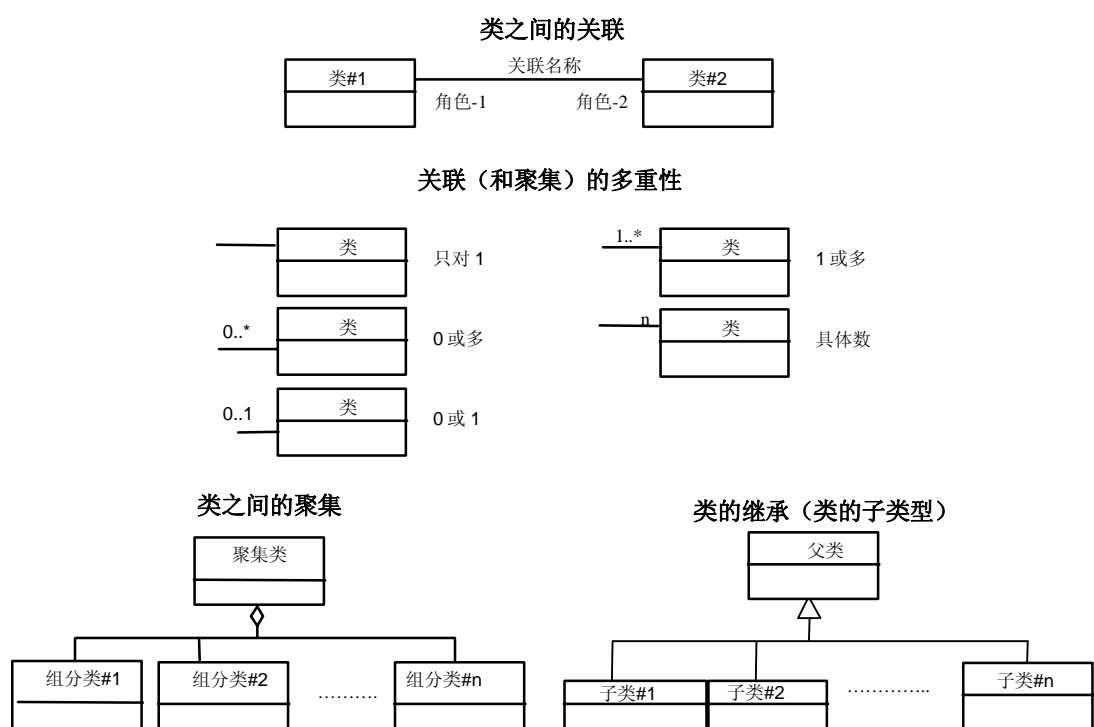 类之间的关联
类#1
关联名称
类#2
角色-1
角色-2
关联（和聚集）的多重性
类
只对 1
1..*
类
1 或多
0..*
类
0 或多
n
类
具体数
0..1
类
0 或 1
类之间的聚集
类的继承（类的子类型）
聚集类
父类
组分类#1
组分类#2
……….
组分类#n
子类#1
子类#2
…………..
子类#n